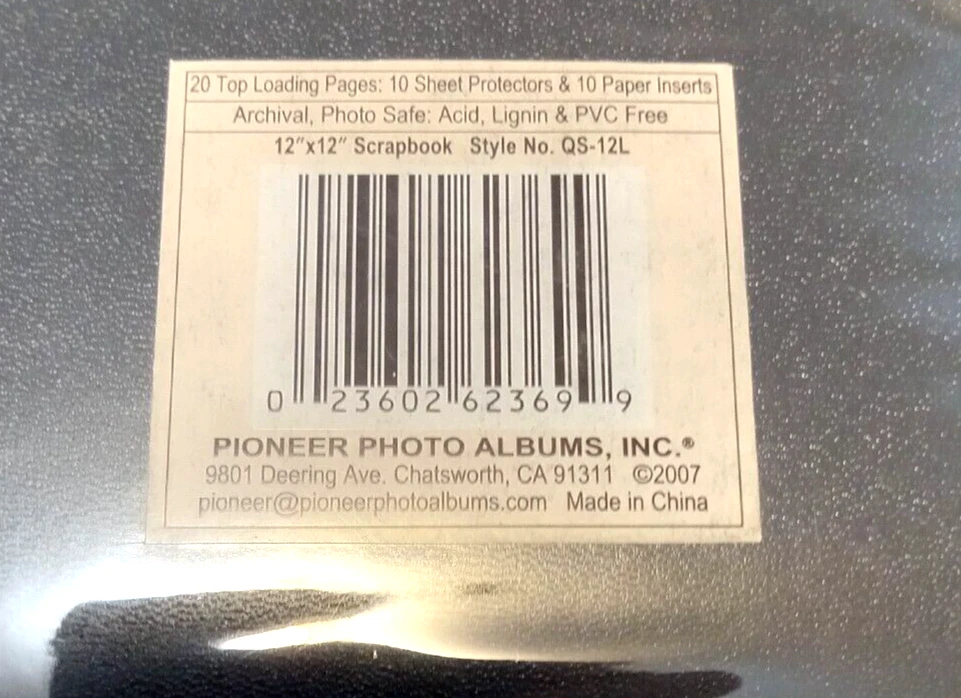 20 Top Loading Pages: 10 Sheet Protectors & 10 Paper Inserts
Archival, Photo Safe: Acid, Lignin & PVC Free
12"x12" Scrapbook Style No. QS-12L
0 23602 62369 9
PIONEER PHOTO ALBUMS, INC.®
9801 Deering Ave. Chatsworth, CA 91311 ©2007
pioneer@pioneerphotoalbums.com Made in China